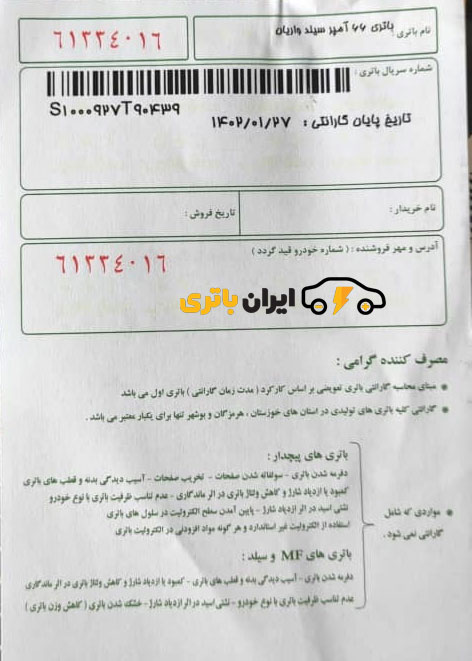 نام باتری : باتری ۶۶ آمپر سیلد واریان
۶۱۳۳۴۰۱۶
شماره سریال باتری :
S۱۰۰۰۹۲۷T۹۰۴۳۹
تاریخ پایان گارانتی : ۱۴۰۲/۰۱/۲۷
نام خریدار :
تاریخ فروش :
آدرس و مهر فروشنده : ( شماره خودرو قید گردد )
۶۱۳۳۴۰۱۶
ایران باتری
مصرف کننده گرامی :
مبنای محاسبه گارانتی باتری تعویضی بر اساس کارکرد ( مدت زمان گارانتی ) باتری اول می باشد
گارانتی کلیه باتری های تولیدی در استان های خوزستان ، هرمزگان و بوشهر تنها برای یکبار معتبر می باشد .
مواردی که شامل
گارانتی نمی شود .
باتری های پیچدار :
دفرمه شدن باتری - سولفاته شدن صفحات - تخریب صفحات - آسیب دیدگی بدنه و قطب های باتری
کمبود یا ازدیاد شارژ و کاهش ولتاژ باتری در اثر ماندگاری - عدم تناسب ظرفیت باتری با نوع خودرو
نشتی اسید در اثر ازدیاد شارژ - پایین آمدن سطح الکترولیت در سلول های باتری
استفاده از الکترولیت غیر استاندارد و هر گونه مواد افزودنی در الکترولیت باتری
باتری های MF و سیلد :
دفرمه شدن باتری - آسیب دیدگی بدنه و قطب های باتری - کمبود یا ازدیاد شارژ و کاهش ولتاژ باتری در اثر ماندگاری
عدم تناسب ظرفیت باتری با نوع خودرو - نشتی اسید در اثر ازدیاد شارژ - خشک شدن باتری ( کاهش وزن باتری )